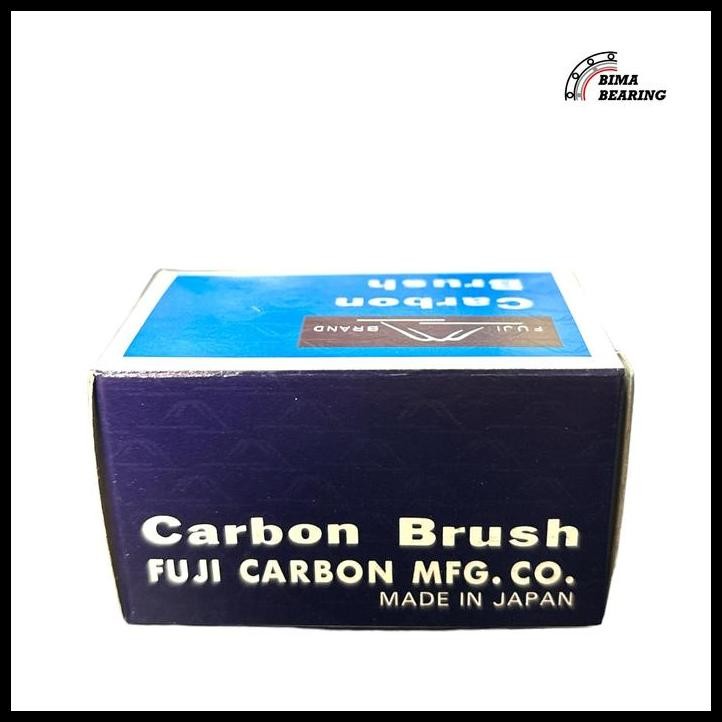 BIMA
BEARING
Carbon
Brush
FUJI BRAND
Carbon Brush
FUJI CARBON MFG. CO.
MADE IN JAPAN